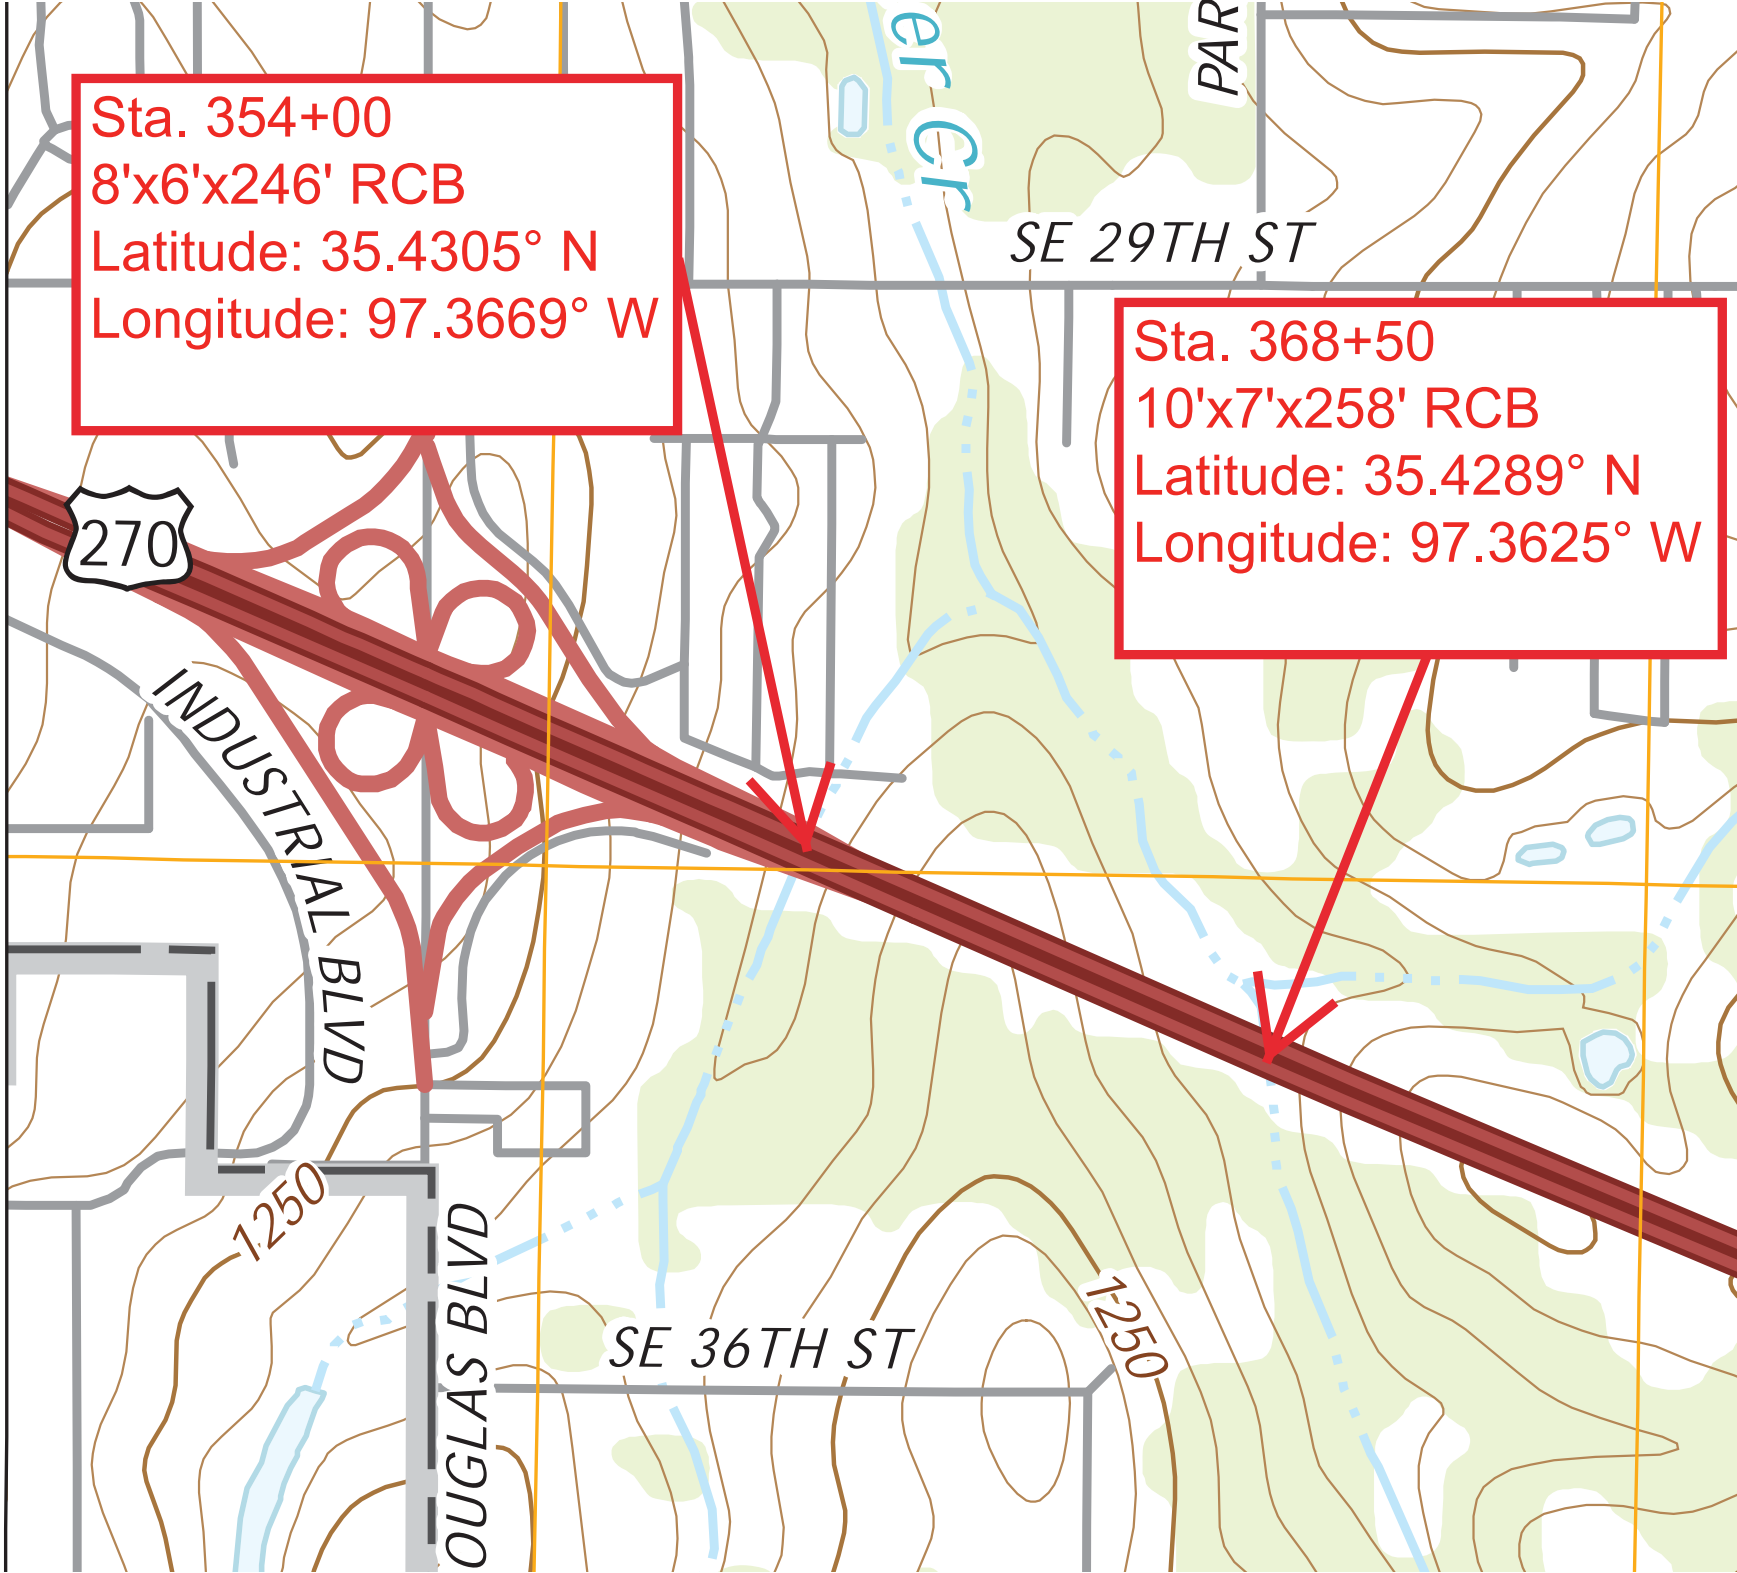 er Cr
PAR
Sta. 354+00
8'x6'x246' RCB
Latitude: 35.4305° N
Longitude: 97.3669° W
SE 29TH ST
Sta. 368+50
10'x7'x258' RCB
Latitude: 35.4289° N
Longitude: 97.3625° W
270
INDUSTRIAL BLVD
1250
OUGLAS BLVD
SE 36TH ST
1250